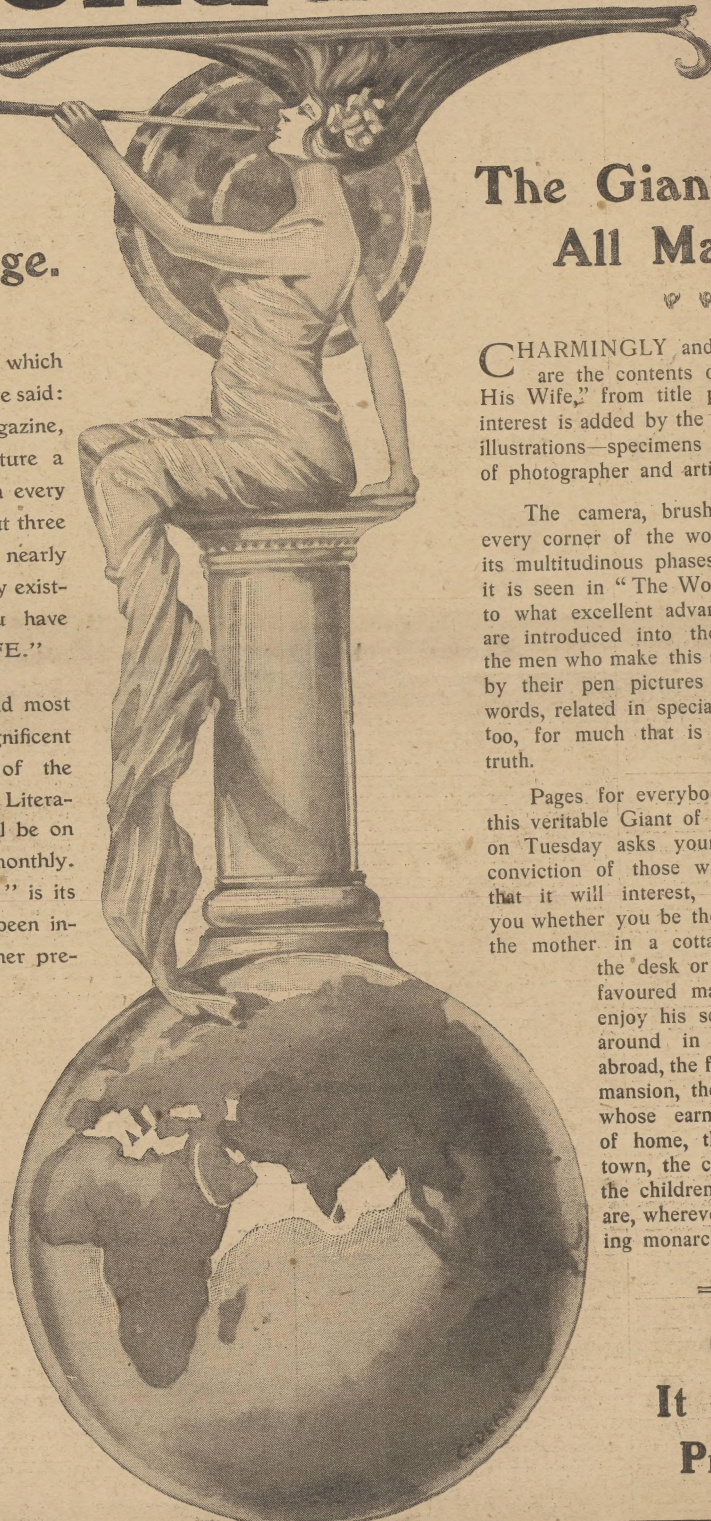 ge.
which
e said:
gazine,
ture a
every
t three
nearly
y exist-
have
FE.”
d most
gnificent
of the
Litera-
l be on
monthly.
” is its
been in-
her pre-
The Gian
All Ma
CHARMINGLY and
are the contents o
His Wife,” from title p
interest is added by the
illustrations—specimens
of photographer and arti
The camera, brush
every corner of the wo
its multitudinous phases
it is seen in “The Wo
to what excellent advan
are introduced into the
the men who make this
by their pen pictures
words, related in specia
too, for much that is
truth.
Pages for everybo
this veritable Giant of
on Tuesday asks your
conviction of those w
that it will interest,
you whether you be the
the mother in a cotta
the desk or
favoured ma
enjoy his se
around in
abroad, the f
mansion, the
whose earn
of home, t
town, the c
the children
are, wherev
ing monarc
It
Pr